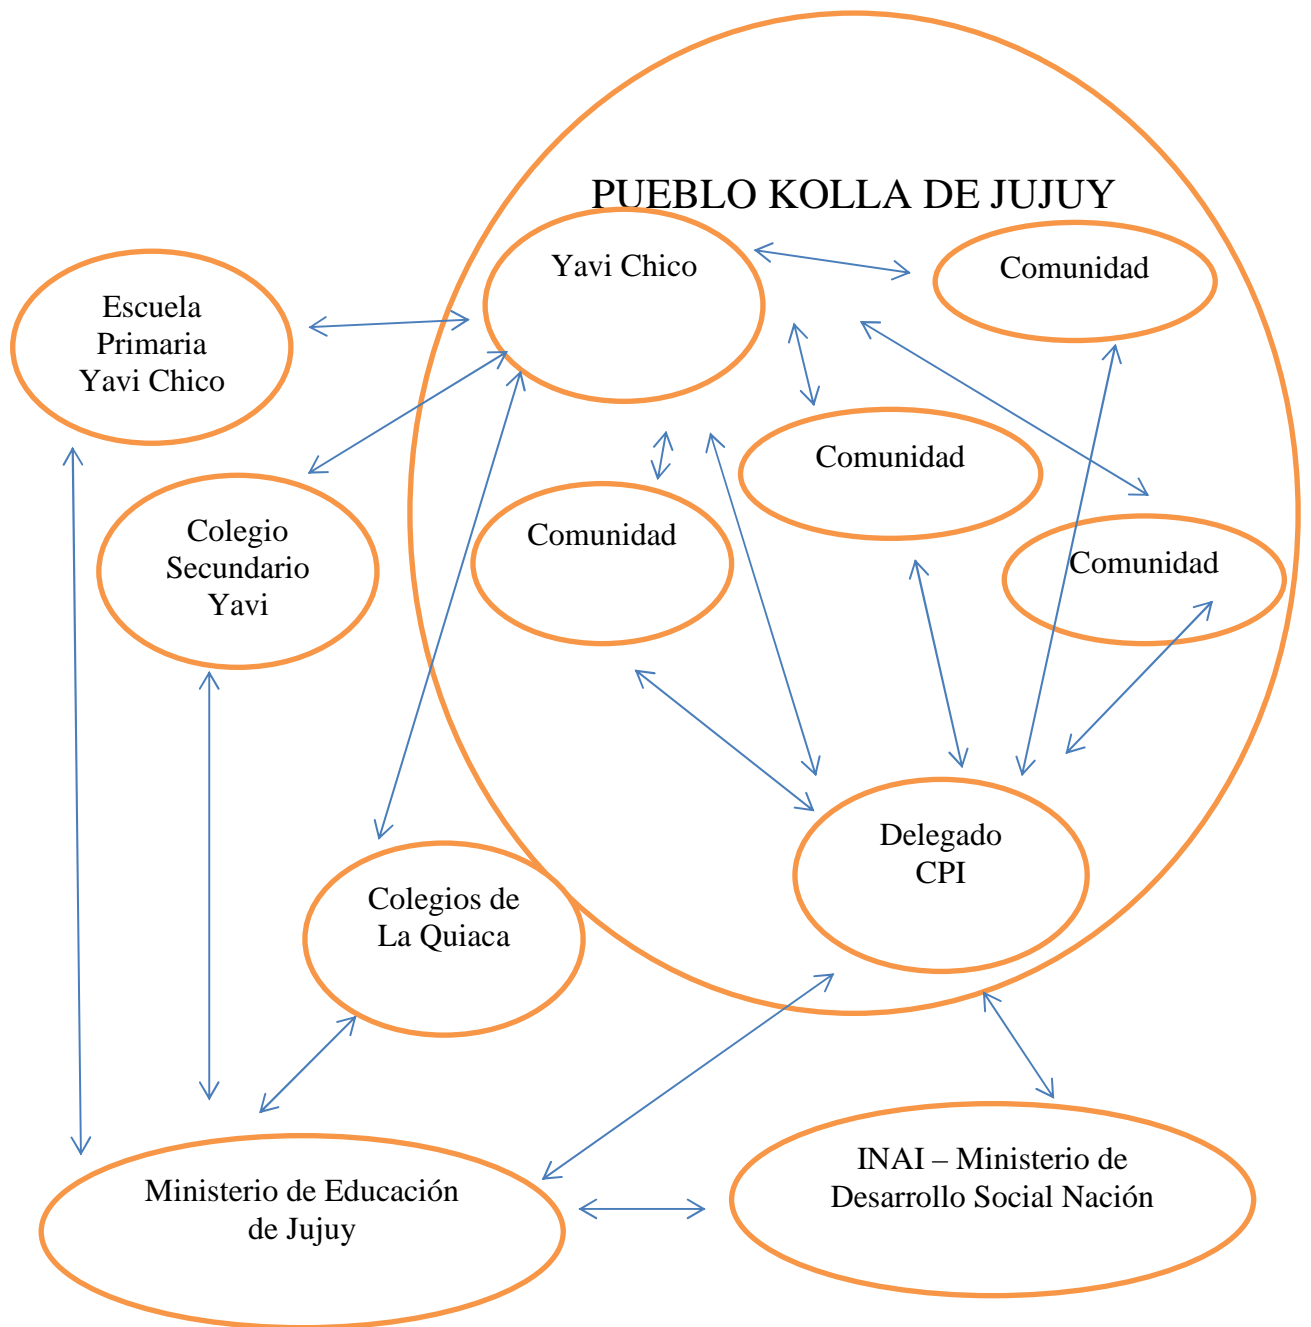 PUEBLO KOLLA DE JUJUY
Yavi Chico
Comunidad
Escuela
Primaria
Yavi Chico
Comunidad
Colegio
Secundario
Yavi
Comunidad
Comunidad
Delegado
CPI
Colegios de
La Quiaca
INAI – Ministerio de
Desarrollo Social Nación
Ministerio de Educación
de Jujuy